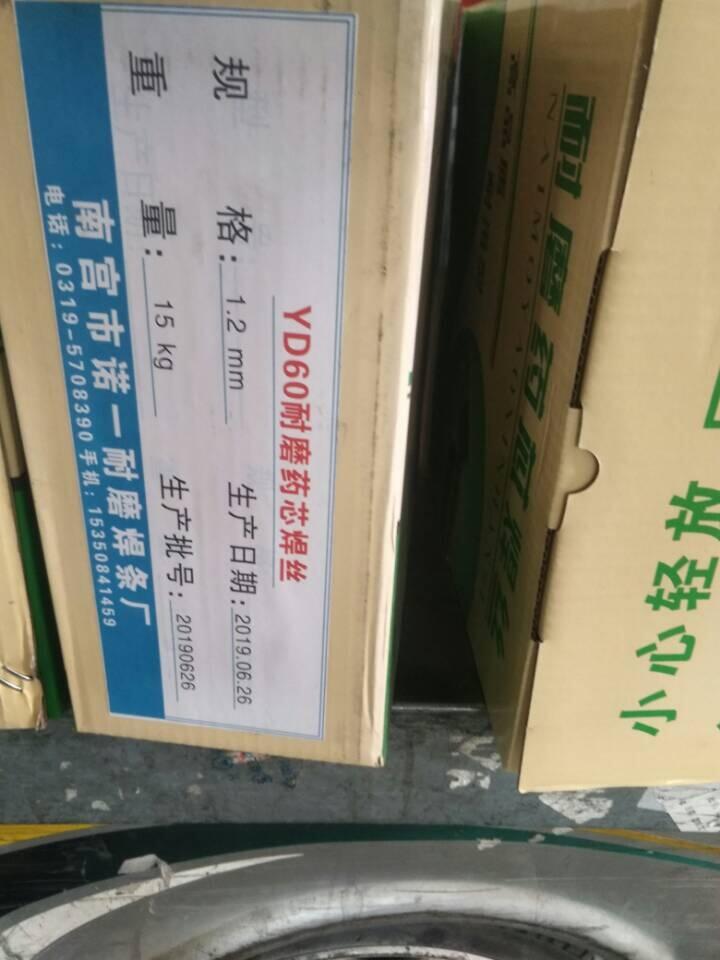 YD60耐磨药芯焊丝
规格：1.2 mm 生产日期：2019.06.26
重量：15 kg 生产批号：20190626
南宫市诺一耐磨焊条厂
电话：0319-5708390 手机：15350841459
耐磨药芯焊丝
小心轻放